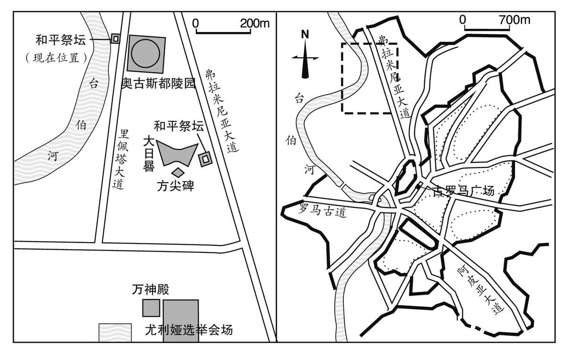 0 200m
和平祭坛
(现在位置)
奥古斯都陵园
弗拉米尼亚大道
台伯河
里佩塔大道
和平祭坛
大日晷
方尖碑
万神殿
尤利娅选举会场
0 700m
N
弗拉米尼亚大道
台伯河
古罗马广场
罗马古道
阿皮亚大道